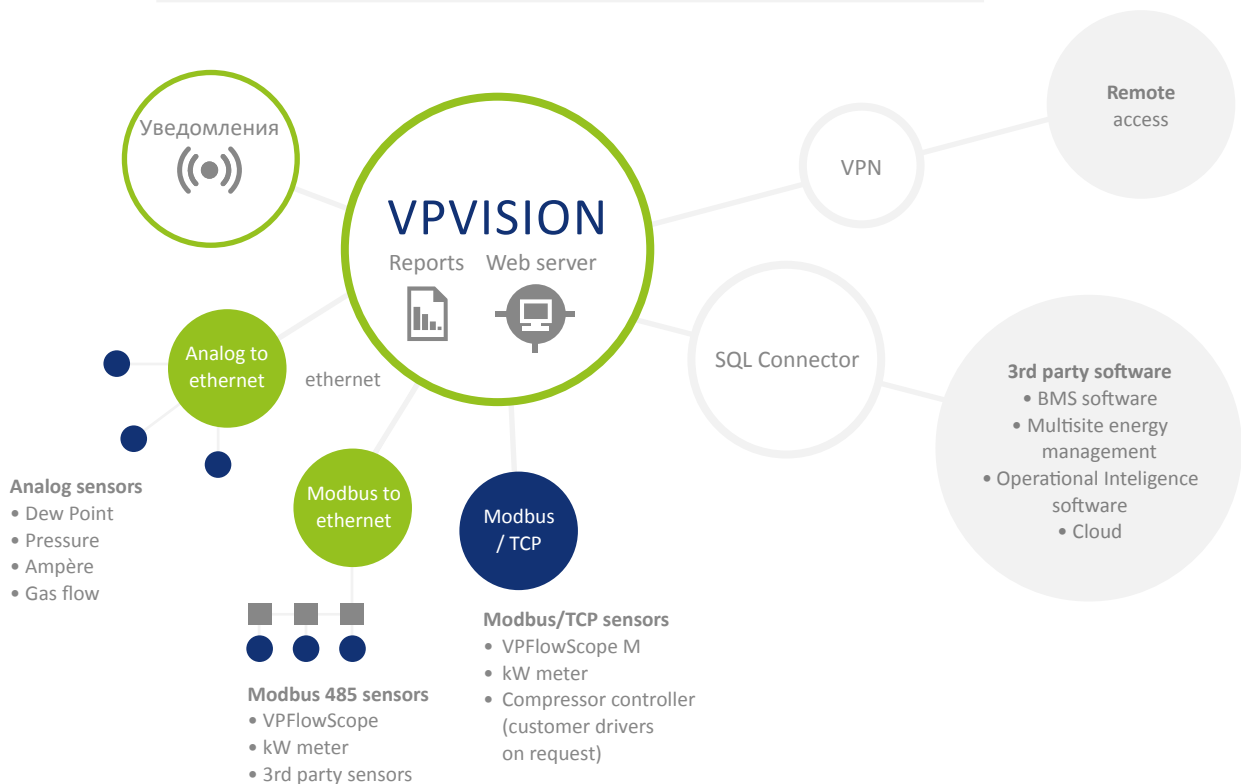 Уведомления
VPVISION
Reports
Web server
VPN
Remote
access
SQL Connector
3rd party software
• BMS software
• Multisite energy
management
• Operational Inteligence
software
• Cloud
Analog to
ethernet
ethernet
Analog sensors
• Dew Point
• Pressure
• Ampère
• Gas flow
Modbus to
ethernet
Modbus
/ TCP
Modbus 485 sensors
• VPFlowScope
• kW meter
• 3rd party sensors
Modbus/TCP sensors
• VPFlowScope M
• kW meter
• Compressor controller
(customer drivers
on request)